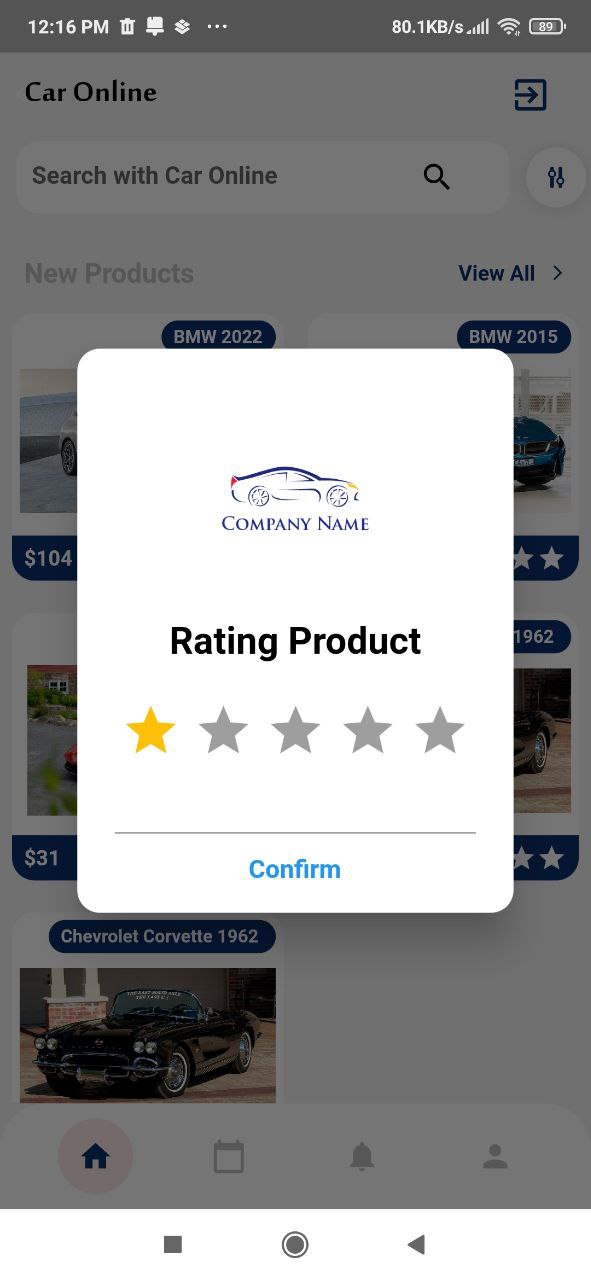 12:16 PM
80.1KB/s
89
Car Online
Search with Car Online
New Products
View All
BMW 2022
BMW 2015
COMPANY NAME
$104
Rating Product
1962
$31
Confirm
Chevrolet Corvette 1962